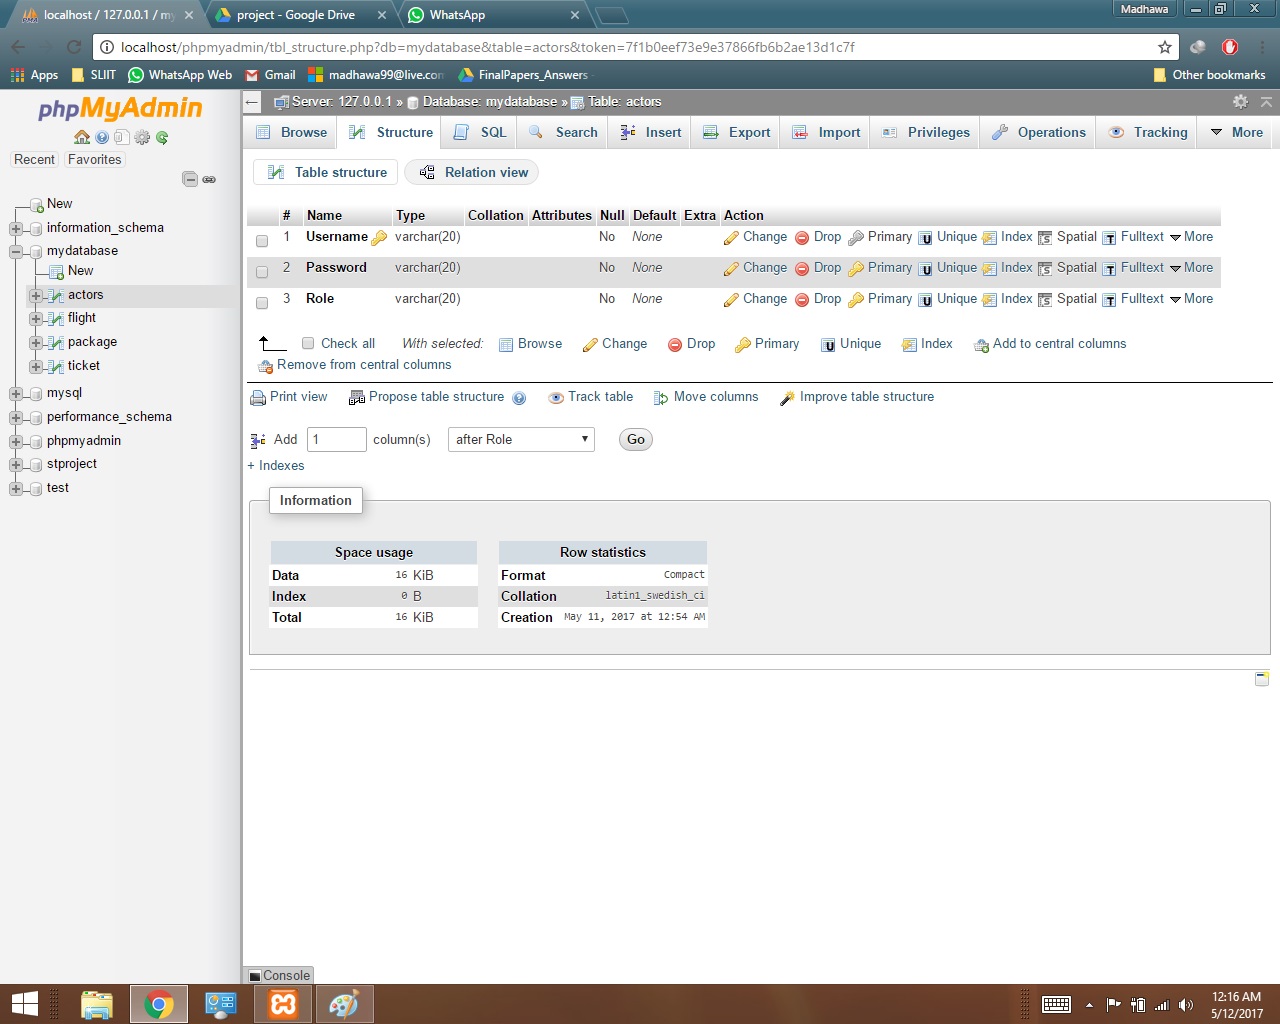 localhost / 127.0.0.1 / my
project - Google Drive
WhatsApp
Madhawa
localhost/phpmyadmin/tbl_structure.php?db=mydatabase&table=actors&token=7f1b0eef73e9e37866fb6b2ae13d1c7f
Apps SLIIT WhatsApp Web Gmail madhawa99@live.con FinalPapers_Answers - Other bookmarks
phpMyAdmin
Recent Favorites
New
information_schema
mydatabase
New
actors
flight
package
ticket
mysql
performance_schema
phpmyadmin
stproject
test
Server: 127.0.0.1 » Database: mydatabase » Table: actors
Browse Structure SQL Search Insert Export Import Privileges Operations Tracking More
Table structure Relation view
# Name Type Collation Attributes Null Default Extra Action
1 Username varchar(20) No None Change Drop Primary Unique Index Spatial Fulltext More
2 Password varchar(20) No None Change Drop Primary Unique Index Spatial Fulltext More
3 Role varchar(20) No None Change Drop Primary Unique Index Spatial Fulltext More
Check all With selected: Browse Change Drop Primary Unique Index Add to central columns
Remove from central columns
Print view Propose table structure Track table Move columns Improve table structure
Add 1 column(s) after Role Go
+ Indexes
Information
Space usage
Data 16 KiB
Index 0 B
Total 16 KiB
Row statistics
Format Compact
Collation latin1_swedish_ci
Creation May 11, 2017 at 12:54 AM
Console
12:16 AM
5/12/2017